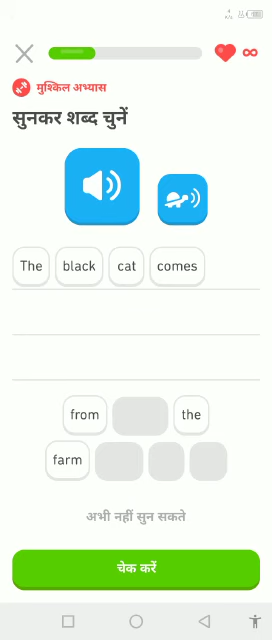 मुश्किल अभ्यास
सुनकर शब्द चुनें
The black cat comes
from the
farm
अभी नहीं सुन सकते
चेक करें